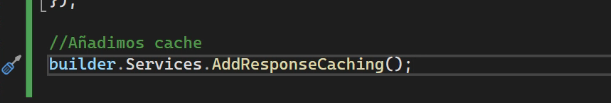 });
//Añadimos cache
builder.Services.AddResponseCaching();